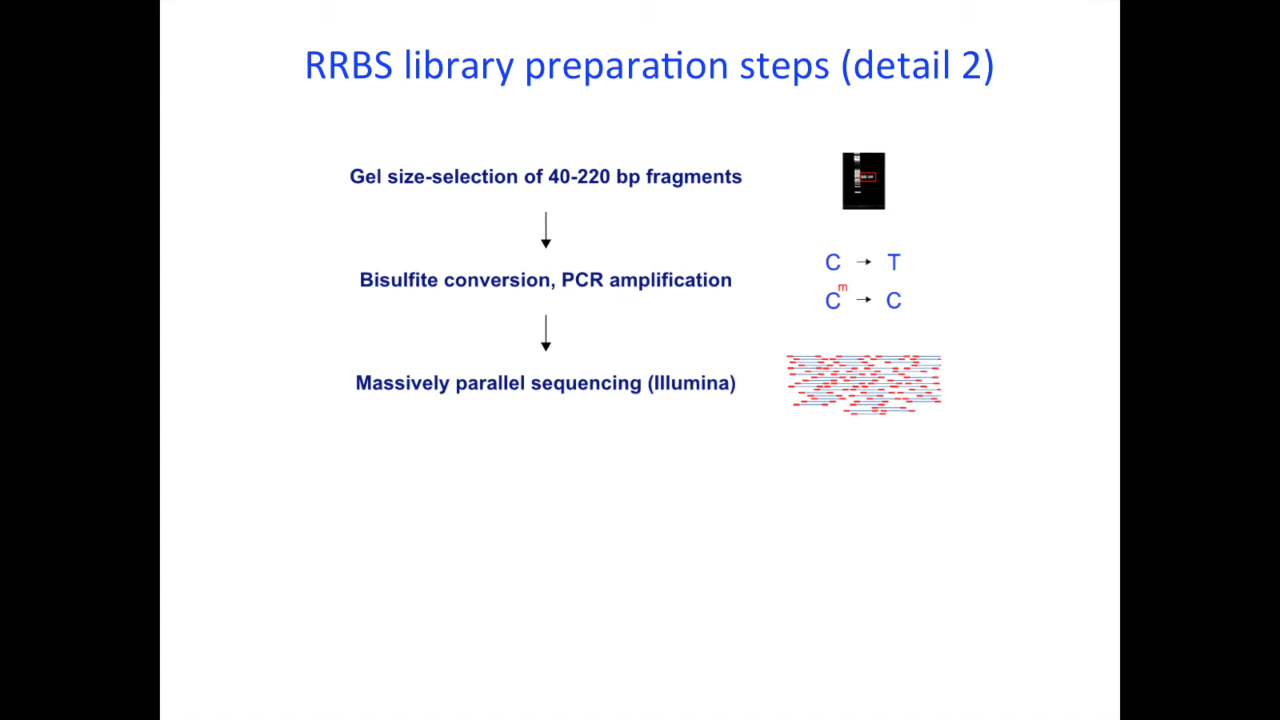 RRBS library preparation steps (detail 2)
Gel size-selection of 40-220 bp fragments
Bisulfite conversion, PCR amplification
C → T
Cm → C
Massively parallel sequencing (Illumina)